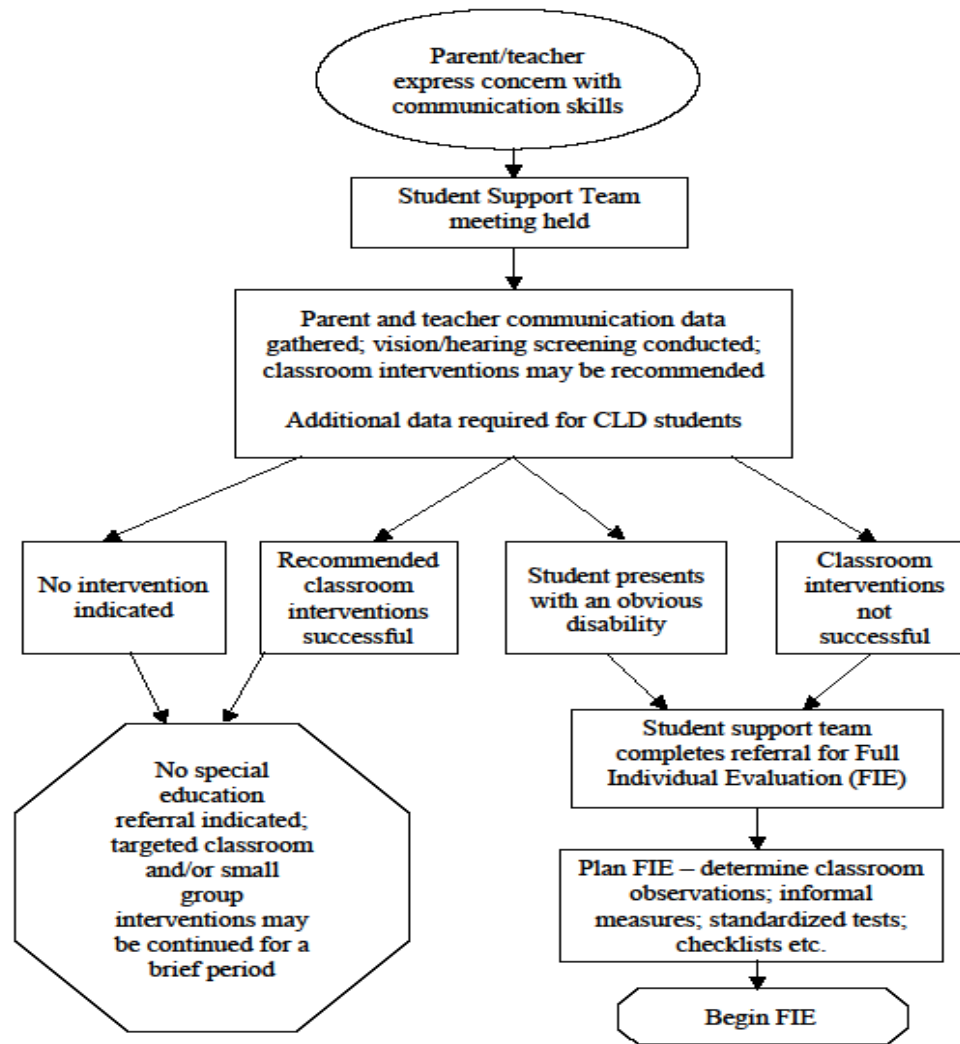 Parent/teacher
express concern with
communication skills
Student Support Team
meeting held
Parent and teacher communication data
gathered; vision/hearing screening conducted;
classroom interventions may be recommended
Additional data required for CLD students
No intervention
indicated
Recommended
classroom
interventions
successful
Student presents
with an obvious
disability
Classroom
interventions
not
successful
No special
education
referral indicated;
targeted classroom
and/or small
group
interventions may
be continued for a
brief period
Student support team
completes referral for Full
Individual Evaluation (FIE)
Plan FIE – determine classroom
observations; informal
measures; standardized tests;
checklists etc.
Begin FIE